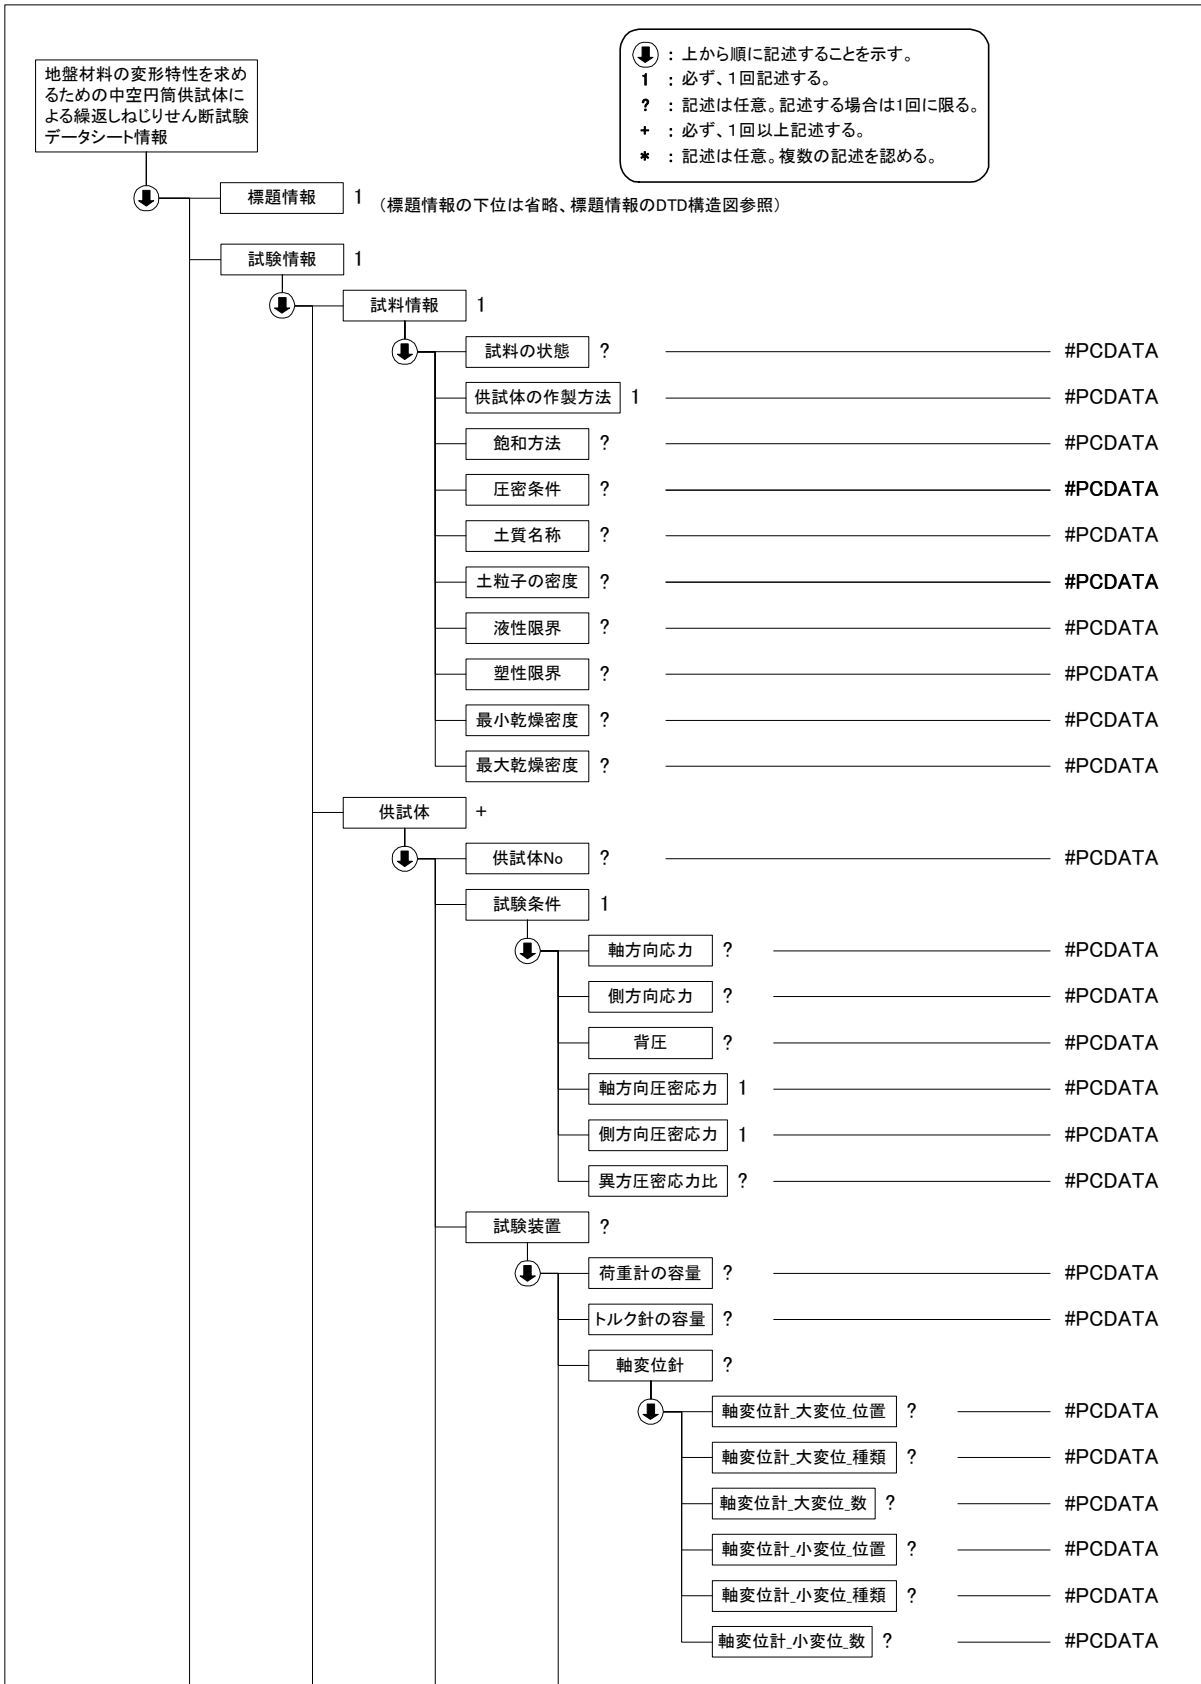 地盤材料の変形特性を求め
るための中空円筒供試体に
よる繰返しねじりせん断試験
データシート情報
: 上から順に記述することを示す。
1 : 必ず、1回記述する。
? : 記述は任意。記述する場合は1回に限る。
+ : 必ず、1回以上記述する。
* : 記述は任意。複数の記述を認める。
標題情報 1 (標題情報の下位は省略、標題情報のDTD構造図参照)
試験情報 1
試料情報 1
試料の状態 ? #PCDATA
供試体の作製方法 1 #PCDATA
飽和方法 ? #PCDATA
圧密条件 ? #PCDATA
土質名称 ? #PCDATA
土粒子の密度 ? #PCDATA
液性限界 ? #PCDATA
塑性限界 ? #PCDATA
最小乾燥密度 ? #PCDATA
最大乾燥密度 ? #PCDATA
供試体 +
供試体No ? #PCDATA
試験条件 1
軸方向応力 ? #PCDATA
側方向応力 ? #PCDATA
背圧 ? #PCDATA
軸方向圧密応力 1 #PCDATA
側方向圧密応力 1 #PCDATA
異方圧密応力比 ? #PCDATA
試験装置 ?
荷重計の容量 ? #PCDATA
トルク針の容量 ? #PCDATA
軸変位針 ?
軸変位計_大変位_位置 ? #PCDATA
軸変位計_大変位_種類 ? #PCDATA
軸変位計_大変位_数 ? #PCDATA
軸変位計_小変位_位置 ? #PCDATA
軸変位計_小変位_種類 ? #PCDATA
軸変位計_小変位_数 ? #PCDATA